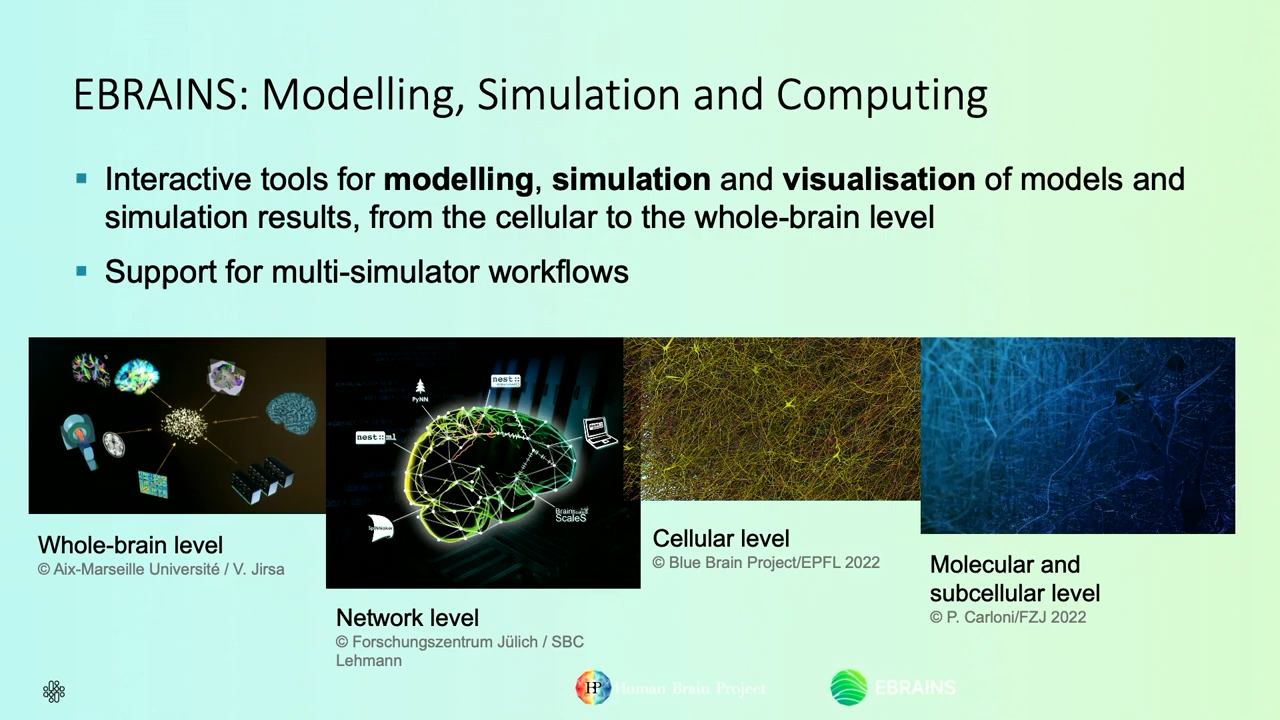 EBRAINS: Modelling, Simulation and Computing
Interactive tools for modelling, simulation and visualisation of models and
simulation results, from the cellular to the whole-brain level
Support for multi-simulator workflows
Whole-brain level
© Aix-Marseille Université / V. Jirsa
PyNN
nest::
nest::ml
SpiNNaker
BrainScaleS
Network level
© Forschungszentrum Jülich / SBC
Lehmann
Cellular level
© Blue Brain Project/EPFL 2022
Molecular and
subcellular level
© P. Carloni/FZJ 2022
HP Human Brain Project
EBRAINS